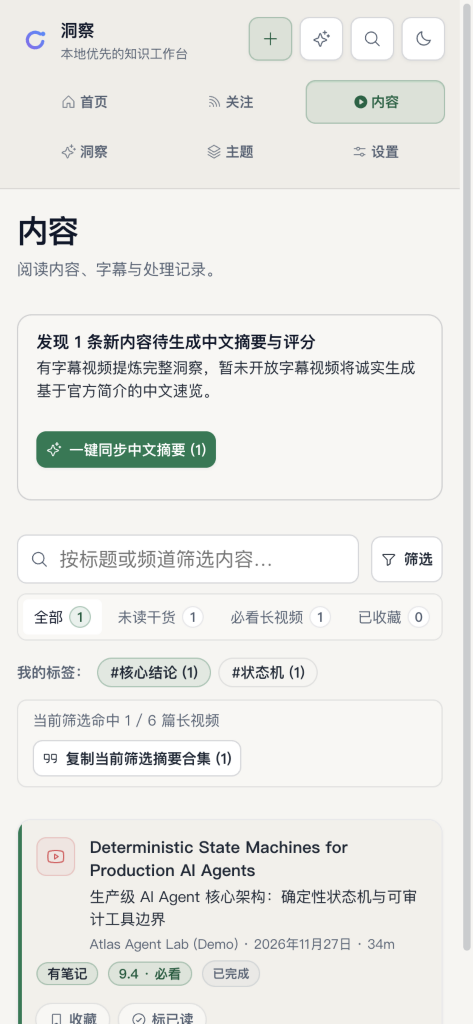 洞察
本地优先的知识工作台
首页
关注
内容
洞察
主题
设置
内容
阅读内容、字幕与处理记录。
发现 1 条新内容待生成中文摘要与评分
有字幕视频提炼完整洞察，暂未开放字幕视频将诚实生成
基于官方简介的中文速览。
一键同步中文摘要 (1)
按标题或频道筛选内容...
筛选
全部 1
未读干货 1
必看长视频 1
已收藏 0
我的标签：
#核心结论 (1)
#状态机 (1)
当前筛选命中 1 / 6 篇长视频
复制当前筛选摘要合集 (1)
Deterministic State Machines for
Production AI Agents
生产级 AI Agent 核心架构：确定性状态机与可审
计工具边界
Atlas Agent Lab (Demo) · 2026年11月27日 · 34m
有笔记
9.4 · 必看
已完成
收藏
标已读